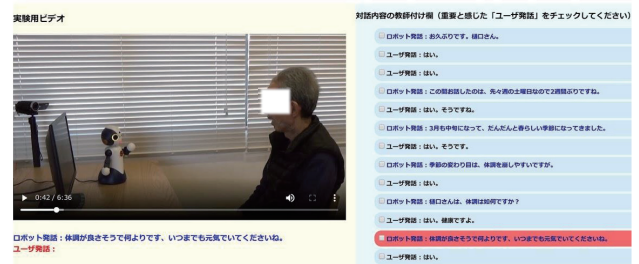 実験用ビデオ
0:42 / 6:36
ロボット発話：体調が良さそうで何よりです、いつまでも元気でいてくださいね。
ユーザ発話：
対話内容の教師付け欄（重要と感じた「ユーザ発話」をチェックしてください）
ロボット発話：お久ぶりです。樋口さん。
ユーザ発話：はい。
ユーザ発話：はい。
ロボット発話：この間お話したのは、先々週の土曜日なので2週間ぶりですね。
ユーザ発話：はい。そうですね。
ロボット発話：3月も中旬になって、だんだんと春らしい季節になってきました。
ユーザ発話：はい。そうです。
ロボット発話：季節の変わり目は、体調を崩しやすいですが。
ユーザ発話：はい。
ロボット発話：樋口さんは、体調は如何ですか？
ユーザ発話：はい。健康ですよ。
ロボット発話：体調が良さそうで何よりです、いつまでも元気でいてくださいね。
ユーザ発話：はい。